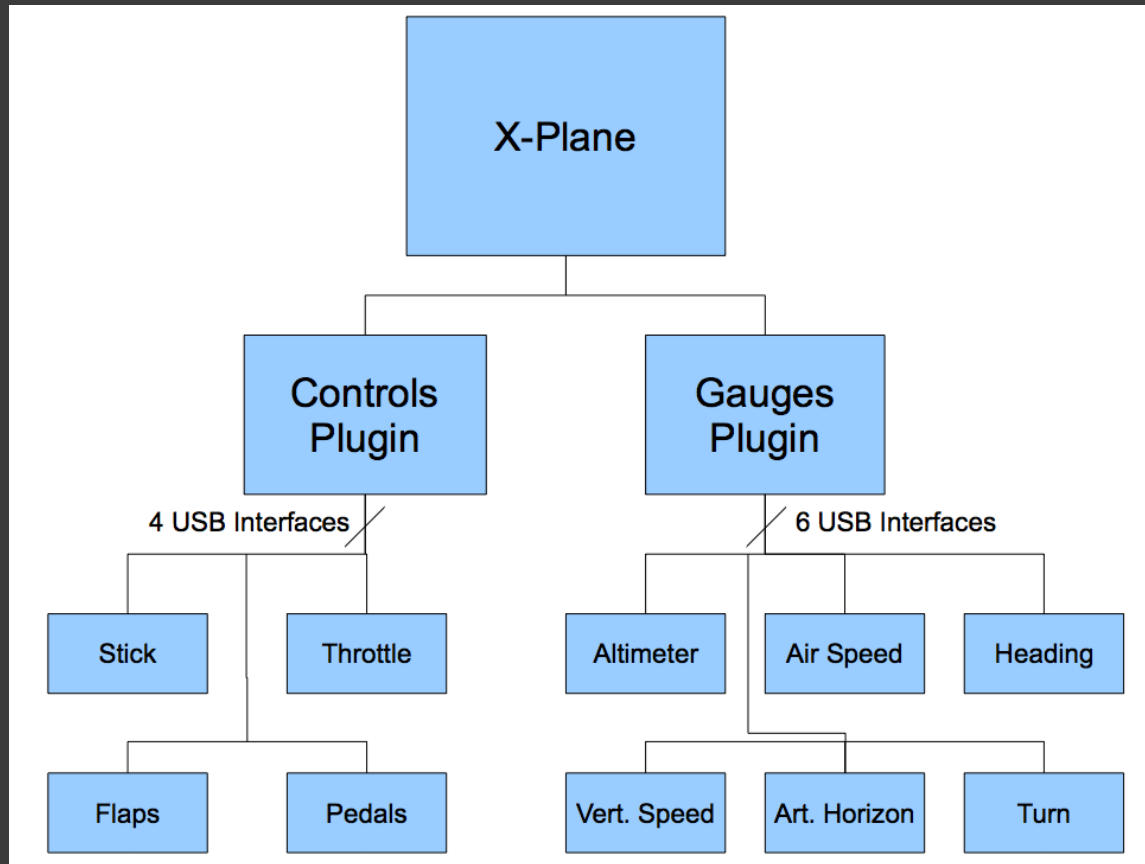 X-Plane
Controls
Plugin
Gauges
Plugin
4 USB Interfaces
6 USB Interfaces
Stick
Throttle
Altimeter
Air Speed
Heading
Flaps
Pedals
Vert. Speed
Art. Horizon
Turn